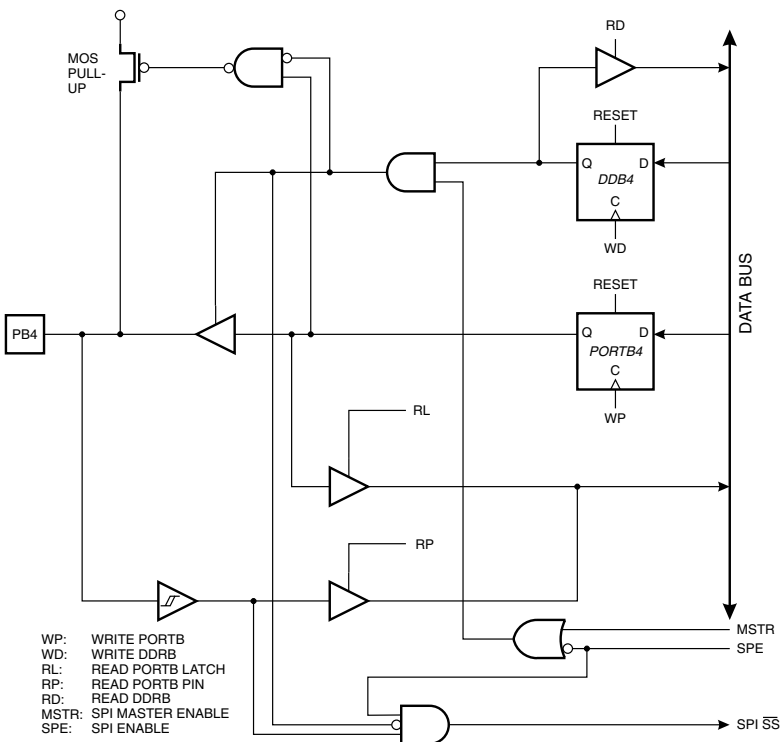 RD
MOS
PULL-
UP
RESET
Q D
DDB4
C
WD
RESET
PB4
Q D
PORTB4
C
WP
DATA BUS
RL
RP
WP: WRITE PORTB
WD: WRITE DDRB
RL: READ PORTB LATCH
RP: READ PORTB PIN
RD: READ DDRB
MSTR: SPI MASTER ENABLE
SPE: SPI ENABLE
MSTR
SPE
SPI S̅S̅